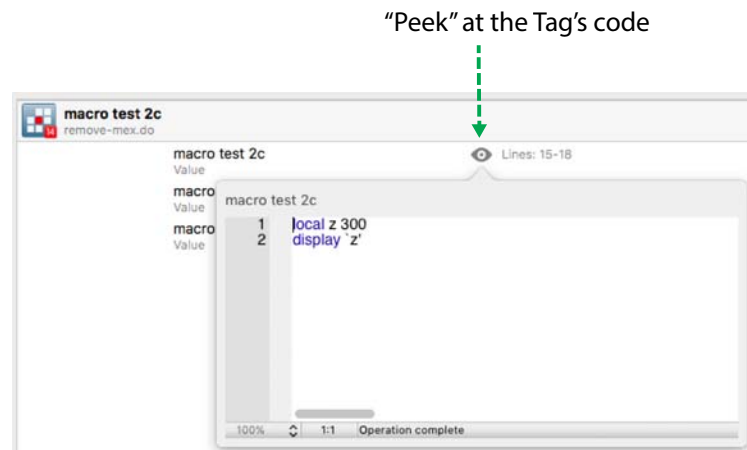 “Peek” at the Tag’s code
macro test 2c
remove-mex.do
14
macro test 2c
Lines: 15-18
Value
macro
Value
macro
Value
macro test 2c
1 local z 300
2 display `z'
100% 1:1 Operation complete